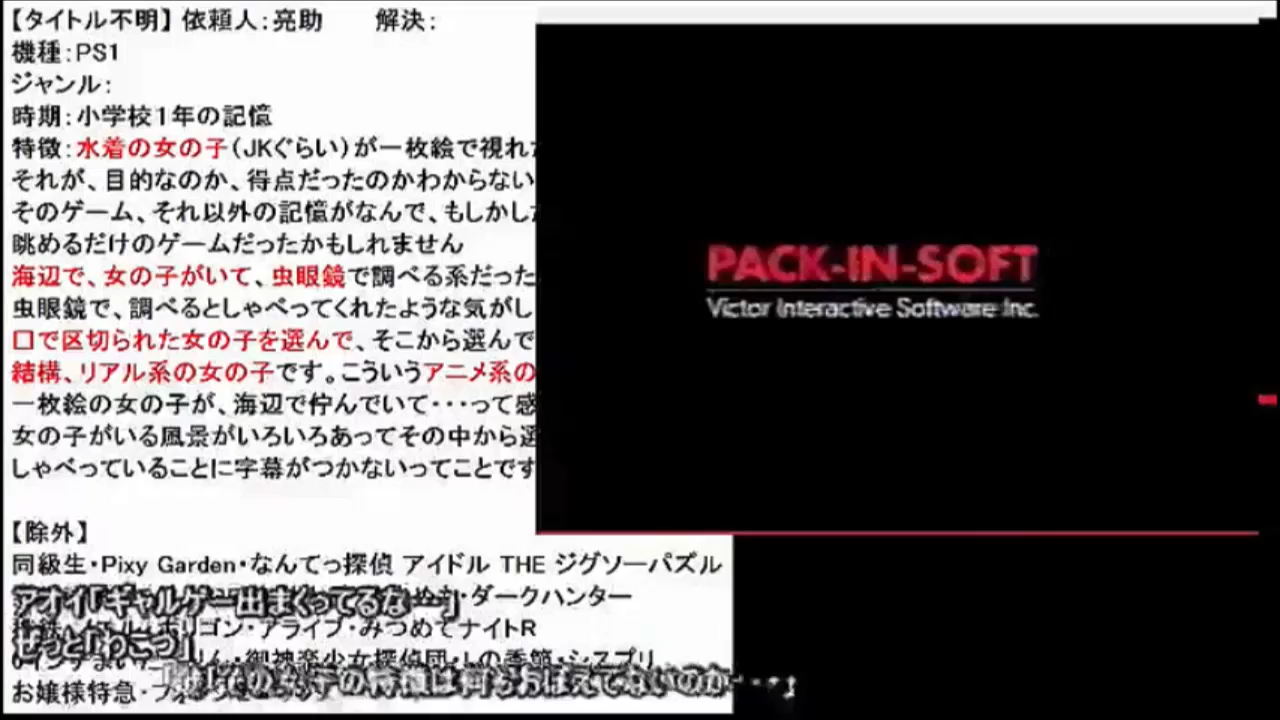 【タイトル不明】 依頼人：亮助　　解決：
機種：PS1
ジャンル：
時期：小学校１年の記憶
特徴：水着の女の子（JKぐらい）が一枚絵で視れ
それが、目的なのか、得点だったのかわからない
そのゲーム、それ以外の記憶がなんで、もしかし
眺めるだけのゲームだったかもしれません
海辺で、女の子がいて、虫眼鏡で調べる系だった
虫眼鏡で、調べるとしゃべってくれたような気がし
口で区切られた女の子を選んで、そこから選んで
結構、リアル系の女の子です。こういうアニメ系の
一枚絵の女の子が、海辺で佇んでいて・・・って感
女の子がいる風景がいろいろあってその中から選
しゃべっていることに字幕がつかないってことです
PACK-IN-SOFT
Victor Interactive Software Inc.
【除外】
同級生・Pixy Garden・なんてっ探偵 アイドル THE ジグソーパズル
アオイ「ギャルゲー出まくってるなー」
・ダークハンター
ぜっと「わこつ」
ポリゴン・アライブ・みつめてナイトR
・御神楽少女探偵団・Lの季節・シスプリ
お嬢様特急・フォ
の特徴は何もおぼえてないのか・・・」